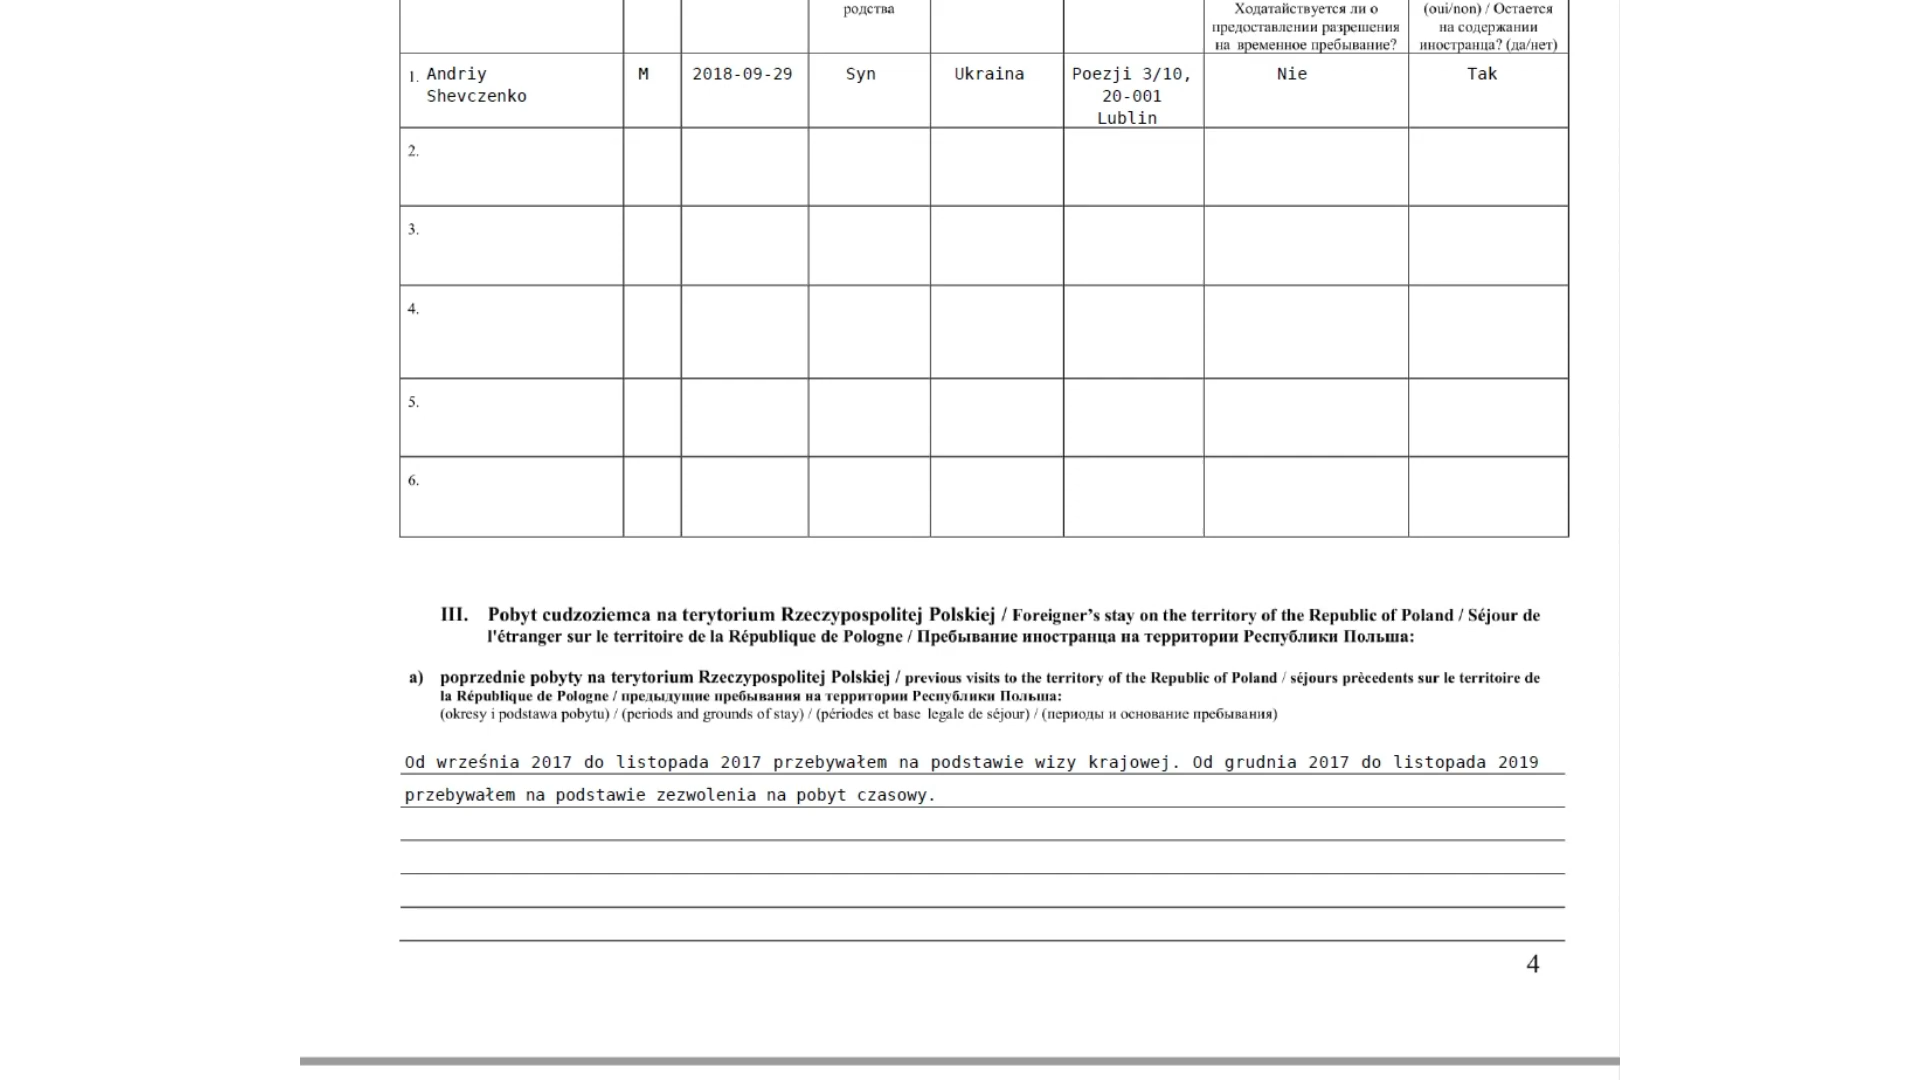 родства
Ходатайствуется ли о
предоставлении разрешения
на временное пребывание?
(oui/non) / Остается
на содержании
иностранца? (да/нет)
1. Andriy
Shevczenko
M
2018-09-29
Syn
Ukraina
Poezji 3/10,
20-001
Lublin
Nie
Tak
2.
3.
4.
5.
6.
III. Pobyt cudzoziemca na terytorium Rzeczypospolitej Polskiej / Foreigner’s stay on the territory of the Republic of Poland / Séjour de
l'étranger sur le territoire de la République de Pologne / Пребывание иностранца на территории Республики Польша:
a) poprzednie pobyty na terytorium Rzeczypospolitej Polskiej / previous visits to the territory of the Republic of Poland / séjours précedents sur le territoire de
la République de Pologne / предыдущие пребывания на территории Республики Польша:
(okresy i podstawa pobytu) / (periods and grounds of stay) / (périodes et base legale de séjour) / (периоды и основание пребывания)
Od września 2017 do listopada 2017 przebywałem na podstawie wizy krajowej. Od grudnia 2017 do listopada 2019
przebywałem na podstawie zezwolenia na pobyt czasowy.
4